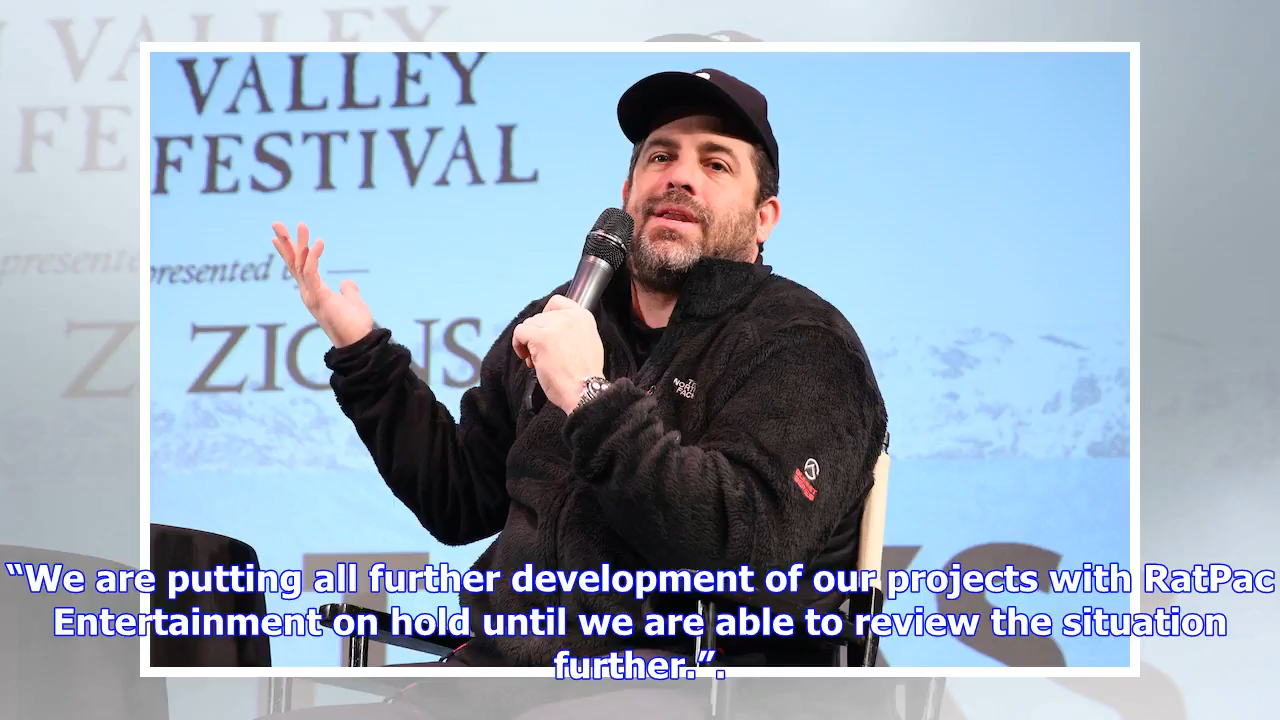 VALLEY
FESTIVAL
presented by
ZIONS
THE
NORTH
FACE
“We are putting all further development of our projects with RatPac
Entertainment on hold until we are able to review the situation
further.”.